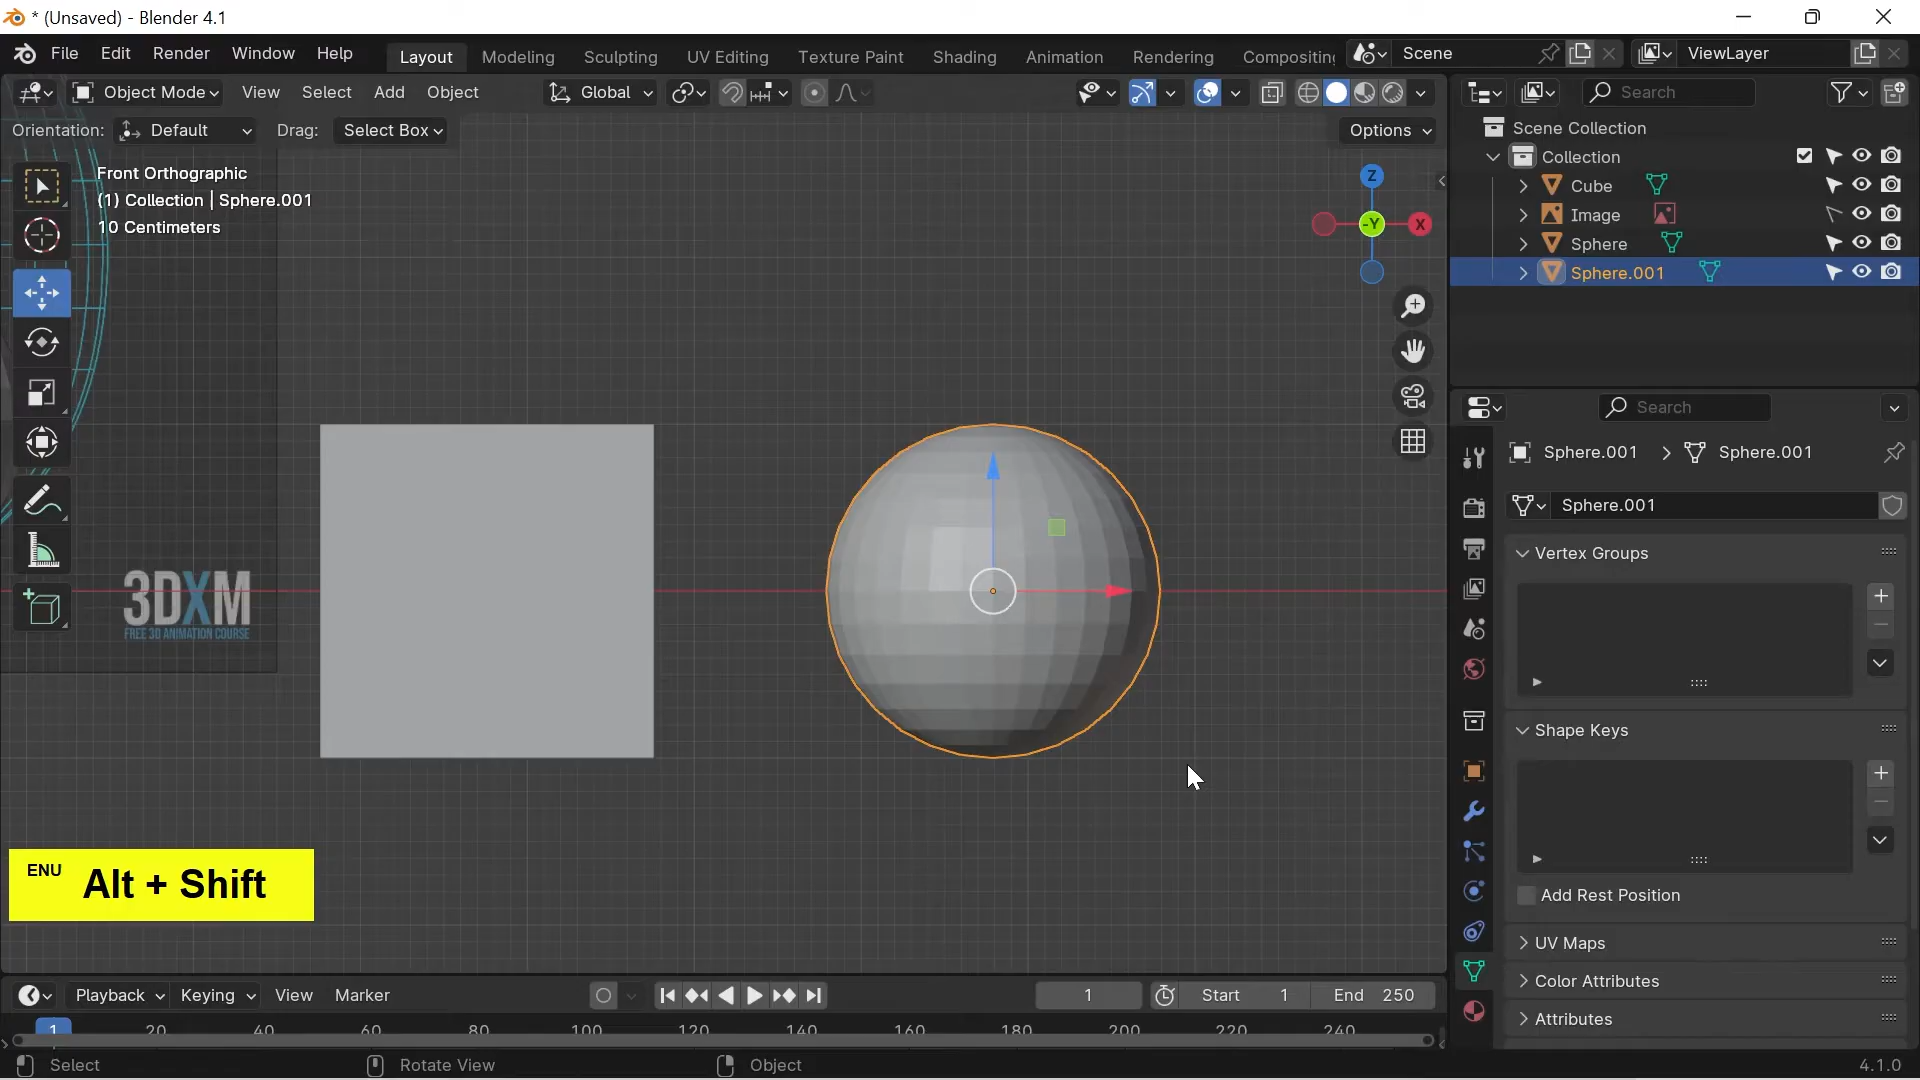 * (Unsaved) - Blender 4.1
File Edit Render Window Help
Layout Modeling Sculpting UV Editing Texture Paint Shading Animation Rendering Compositing
Scene
ViewLayer
Object Mode View Select Add Object
Global
Search
Orientation: Default Drag: Select Box
Options
Front Orthographic
(1) Collection | Sphere.001
10 Centimeters
Z
-Y
X
Scene Collection
Collection
Cube
Image
Sphere
Sphere.001
Search
Sphere.001 > Sphere.001
Sphere.001
Vertex Groups
Shape Keys
Add Rest Position
UV Maps
Color Attributes
Attributes
3DXM
FREE 3D ANIMATION COURSE
ENU Alt + Shift
Playback Keying View Marker
1
Start 1
End 250
1 20 40 60 80 100 120 140 160 180 200 220 240
Select
Rotate View
Object
4.1.0